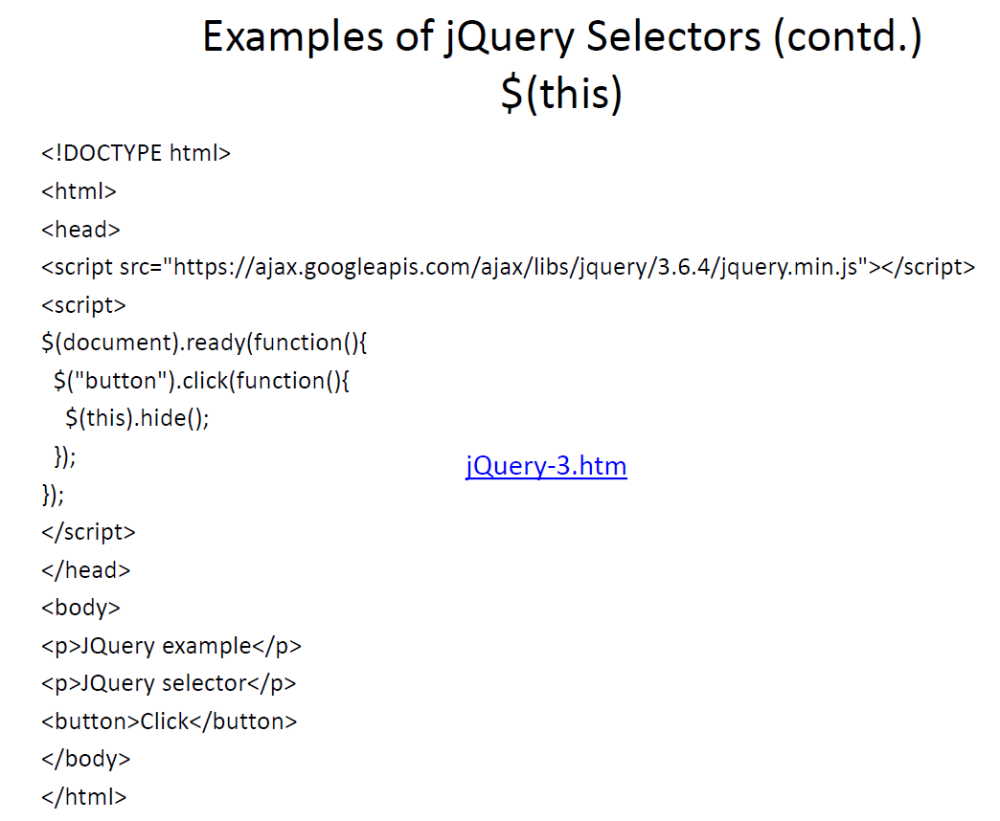 Examples of jQuery Selectors (contd.)
$(this)
<!DOCTYPE html>
<html>
<head>
<script src="https://ajax.googleapis.com/ajax/libs/jquery/3.6.4/jquery.min.js"></script>
<script>
$(document).ready(function(){
  $("button").click(function(){
    $(this).hide();
  });
jQuery-3.htm
});
</script>
</head>
<body>
<p>JQuery example</p>
<p>JQuery selector</p>
<button>Click</button>
</body>
</html>